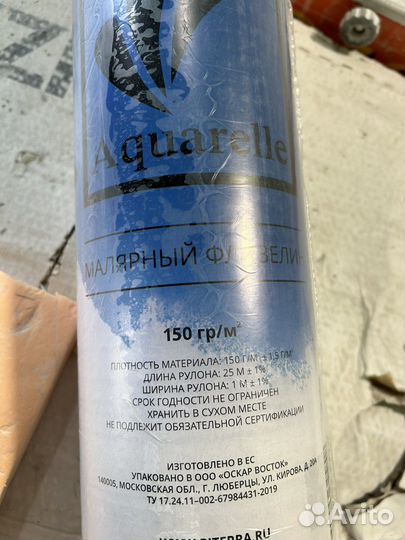 Aquarelle
МАЛЯРНЫЙ ФЛИЗЕЛИН
150 гр/м²
ПЛОТНОСТЬ МАТЕРИАЛА: 150 Г/М² ± 1,5 Г/М²
ДЛИНА РУЛОНА: 25 М ± 1%
ШИРИНА РУЛОНА: 1 М ± 1%
СРОК ГОДНОСТИ НЕ ОГРАНИЧЕН
ХРАНИТЬ В СУХОМ МЕСТЕ
НЕ ПОДЛЕЖИТ ОБЯЗАТЕЛЬНОЙ СЕРТИФИКАЦИИ
ИЗГОТОВЛЕНО В ЕС
УПАКОВАНО В ООО «ОСКАР ВОСТОК»
140005, МОСКОВСКАЯ ОБЛ., Г. ЛЮБЕРЦЫ, УЛ. КИРОВА, Д. 20А
ТУ 17.24.11–002-67984431-2019
Avito